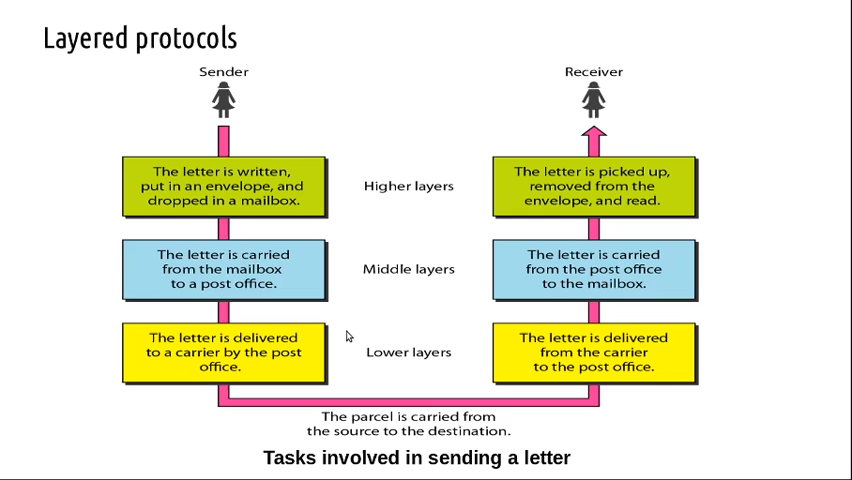 Layered protocols
Sender
Receiver
The letter is written,
put in an envelope, and
dropped in a mailbox.
Higher layers
The letter is picked up,
removed from the
envelope, and read.
The letter is carried
from the mailbox
to a post office.
Middle layers
The letter is carried
from the post office
to the mailbox.
The letter is delivered
to a carrier by the post
office.
Lower layers
The letter is delivered
from the carrier
to the post office.
The parcel is carried from
the source to the destination.
Tasks involved in sending a letter